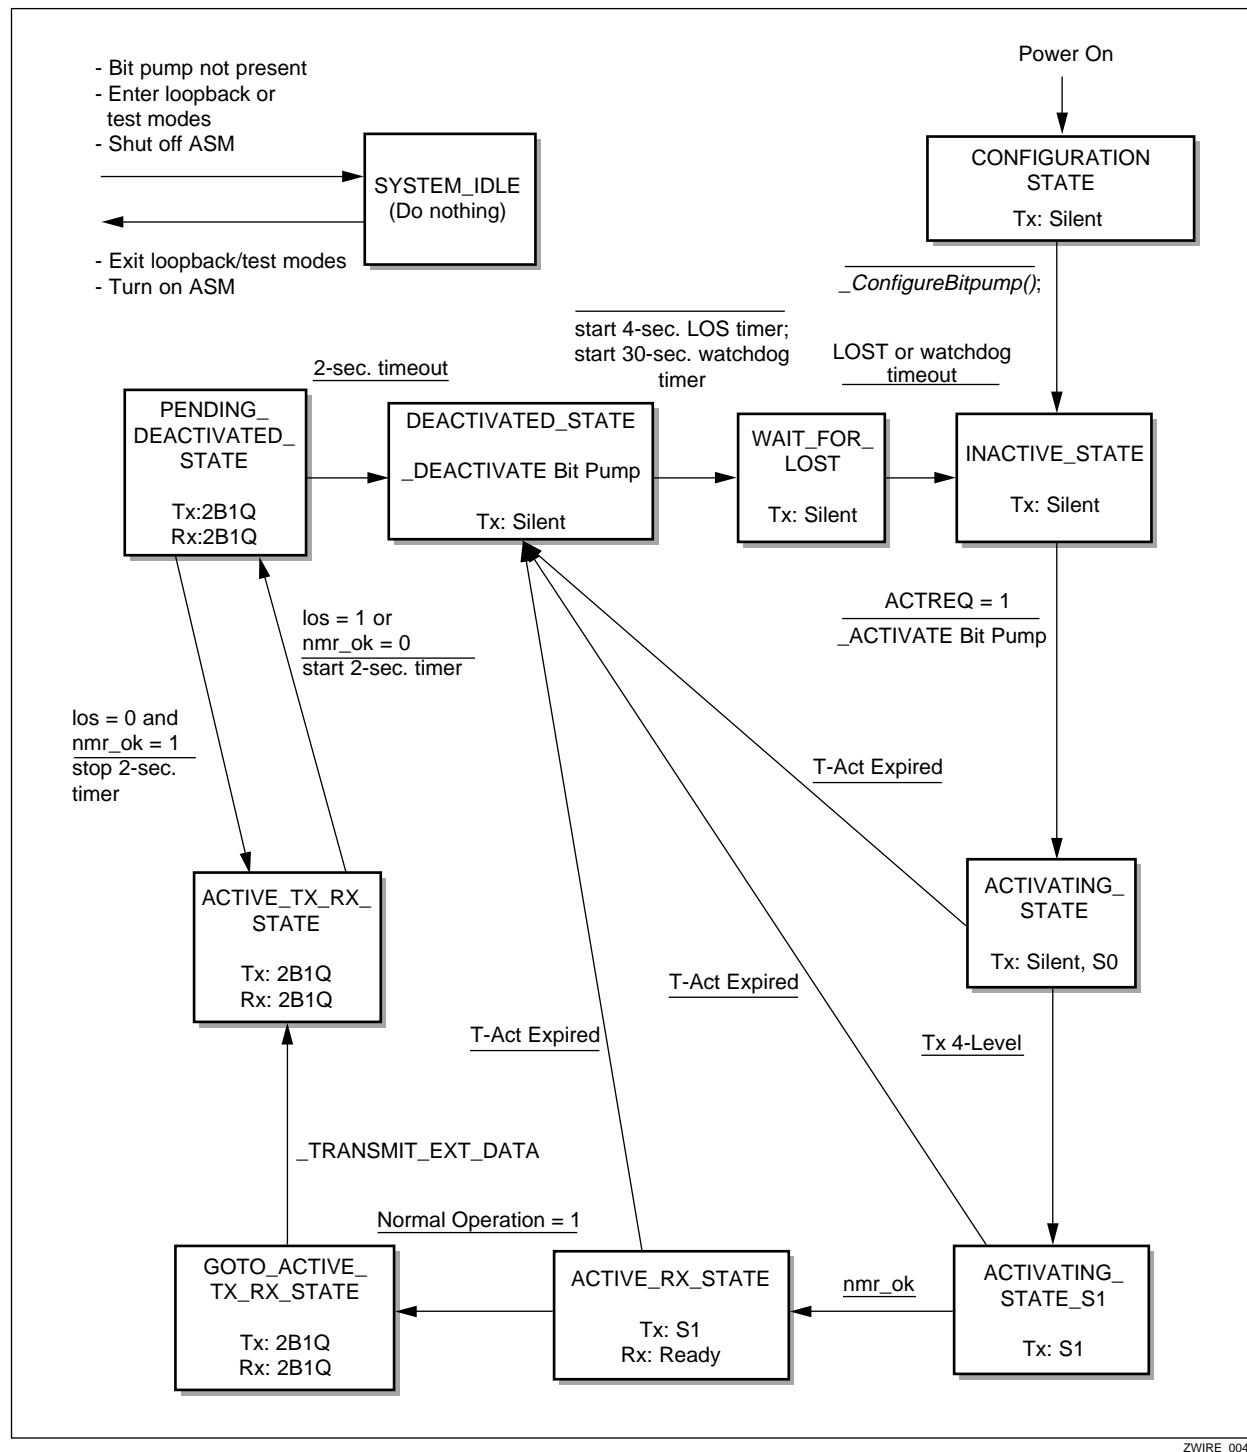 - Bit pump not present
- Enter loopback or
test modes
- Shut off ASM
SYSTEM_IDLE
(Do nothing)
- Exit loopback/test modes
- Turn on ASM
Power On
CONFIGURATION
STATE
Tx: Silent
_ConfigureBitpump();
start 4-sec. LOS timer;
start 30-sec. watchdog
timer
LOST or watchdog
timeout
2-sec. timeout
PENDING_
DEACTIVATED_
STATE
Tx:2B1Q
Rx:2B1Q
DEACTIVATED_STATE
_DEACTIVATE Bit Pump
Tx: Silent
WAIT_FOR_
LOST
Tx: Silent
INACTIVE_STATE
Tx: Silent
los = 1 or
nmr_ok = 0
start 2-sec. timer
ACTREQ = 1
_ACTIVATE Bit Pump
los = 0 and
nmr_ok = 1
stop 2-sec.
timer
T-Act Expired
ACTIVE_TX_RX_
STATE
Tx: 2B1Q
Rx: 2B1Q
ACTIVATING_
STATE
Tx: Silent, S0
T-Act Expired
T-Act Expired
Tx 4-Level
_TRANSMIT_EXT_DATA
Normal Operation = 1
GOTO_ACTIVE_
TX_RX_STATE
Tx: 2B1Q
Rx: 2B1Q
ACTIVE_RX_STATE
Tx: S1
Rx: Ready
nmr_ok
ACTIVATING_
STATE_S1
Tx: S1
ZWIRE_004